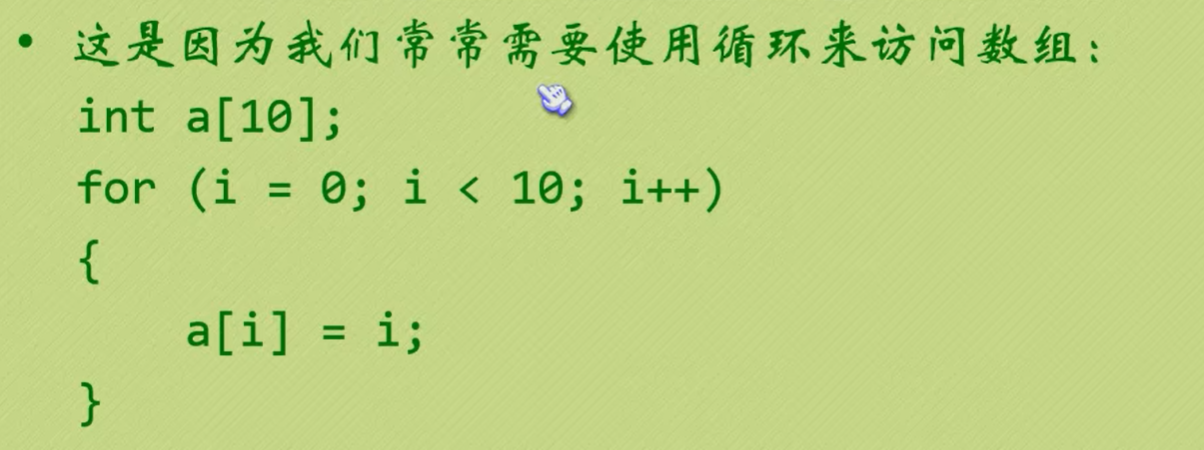 • 这是因为我们常常需要使用循环来访问数组：
int a[10];
for (i = 0; i < 10; i++)
{
    a[i] = i;
}